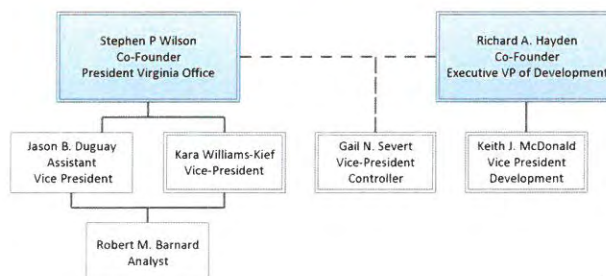 Stephen P Wilson
Co-Founder
President Virginia Office
Richard A. Hayden
Co-Founder
Executive VP of Development
Jason B. Duguay
Assistant
Vice President
Kara Williams-Kief
Vice-President
Gail N. Severt
Vice-President
Controller
Keith J. McDonald
Vice President
Development
Robert M. Barnard
Analyst